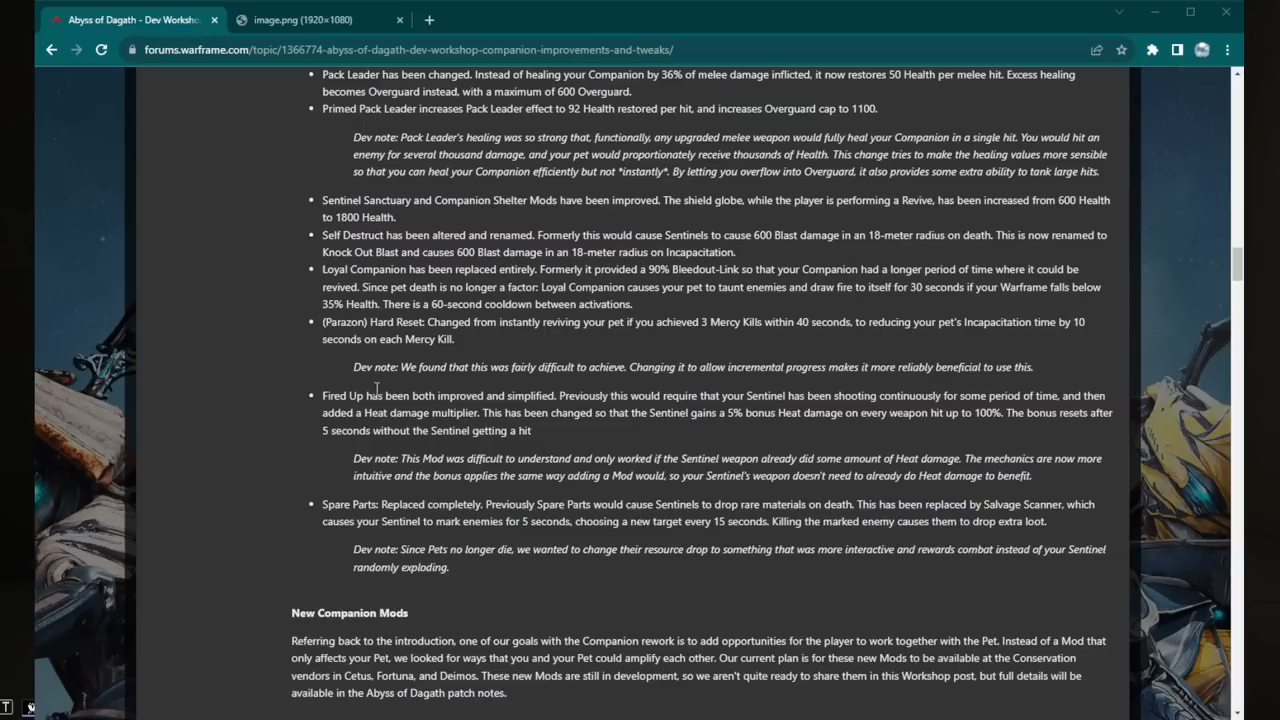 Abyss of Dagath - Dev Worksho
image.png (1920×1080)
forums.warframe.com/topic/1366774-abyss-of-dagath-dev-workshop-companion-improvements-and-tweaks/
Pack Leader has been changed. Instead of healing your Companion by 36% of melee damage inflicted, it now restores 50 Health per melee hit. Excess healing
becomes Overguard instead, with a maximum of 600 Overguard.
Primed Pack Leader increases Pack Leader effect to 92 Health restored per hit, and increases Overguard cap to 1100.
Dev note: Pack Leader's healing was so strong that, functionally, any upgraded melee weapon would fully heal your Companion in a single hit. You would hit an
enemy for several thousand damage, and your pet would proportionately receive thousands of Health. This change tries to make the healing values more sensible
so that you can heal your Companion efficiently but not *instantly*. By letting you overflow into Overguard, it also provides some extra ability to tank large hits.
Sentinel Sanctuary and Companion Shelter Mods have been improved. The shield globe, while the player is performing a Revive, has been increased from 600 Health
to 1800 Health.
Self Destruct has been altered and renamed. Formerly this would cause Sentinels to cause 600 Blast damage in an 18-meter radius on death. This is now renamed to
Knock Out Blast and causes 600 Blast damage in an 18-meter radius on Incapacitation.
Loyal Companion has been replaced entirely. Formerly it provided a 90% Bleedout-Link so that your Companion had a longer period of time where it could be
revived. Since pet death is no longer a factor: Loyal Companion causes your pet to taunt enemies and draw fire to itself for 30 seconds if your Warframe falls below
35% Health. There is a 60-second cooldown between activations.
(Parazon) Hard Reset: Changed from instantly reviving your pet if you achieved 3 Mercy Kills within 40 seconds, to reducing your pet's Incapacitation time by 10
seconds on each Mercy Kill.
Dev note: We found that this was fairly difficult to achieve. Changing it to allow incremental progress makes it more reliably beneficial to use this.
Fired Up has been both improved and simplified. Previously this would require that your Sentinel has been shooting continuously for some period of time, and then
added a Heat damage multiplier. This has been changed so that the Sentinel gains a 5% bonus Heat damage on every weapon hit up to 100%. The bonus resets after
5 seconds without the Sentinel getting a hit
Dev note: This Mod was difficult to understand and only worked if the Sentinel weapon already did some amount of Heat damage. The mechanics are now more
intuitive and the bonus applies the same way adding a Mod would, so your Sentinel's weapon doesn't need to already do Heat damage to benefit.
Spare Parts: Replaced completely. Previously Spare Parts would cause Sentinels to drop rare materials on death. This has been replaced by Salvage Scanner, which
causes your Sentinel to mark enemies for 5 seconds, choosing a new target every 15 seconds. Killing the marked enemy causes them to drop extra loot.
Dev note: Since Pets no longer die, we wanted to change their resource drop to something that was more interactive and rewards combat instead of your Sentinel
randomly exploding.
New Companion Mods
Referring back to the introduction, one of our goals with the Companion rework is to add opportunities for the player to work together with the Pet. Instead of a Mod that
only affects your Pet, we looked for ways that you and your Pet could amplify each other. Our current plan is for these new Mods to be available at the Conservation
vendors in Cetus, Fortuna, and Deimos. These new Mods are still in development, so we aren't quite ready to share them in this Workshop post, but full details will be
available in the Abyss of Dagath patch notes.
T